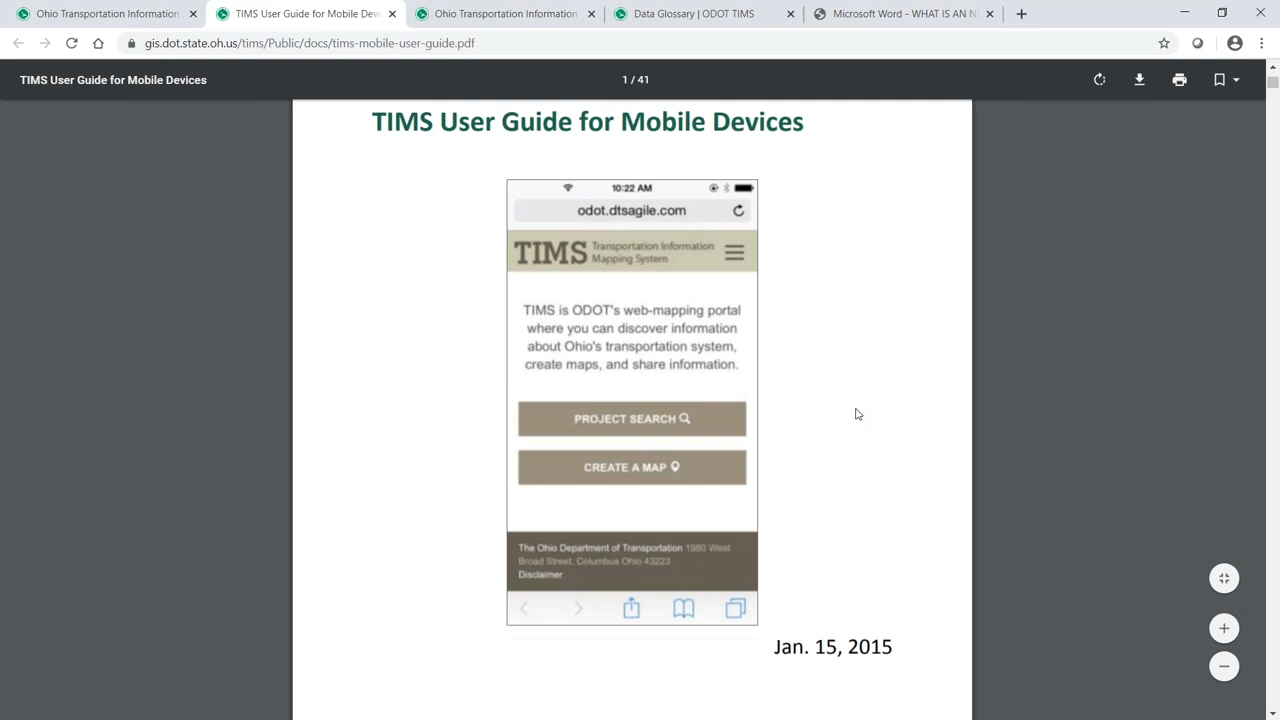 Ohio Transportation Information
TIMS User Guide for Mobile Devi
Ohio Transportation Information
Data Glossary | ODOT TIMS
Microsoft Word - WHAT IS AN N
gis.dot.state.oh.us/tims/Public/docs/tims-mobile-user-guide.pdf
TIMS User Guide for Mobile Devices
1 / 41
TIMS User Guide for Mobile Devices
10:22 AM
odot.dtsagile.com
TIMS Transportation Information
Mapping System
TIMS is ODOT's web-mapping portal
where you can discover information
about Ohio's transportation system,
create maps, and share information.
PROJECT SEARCH
CREATE A MAP
The Ohio Department of Transportation 1980 West
Broad Street, Columbus Ohio 43223
Disclaimer
Jan. 15, 2015